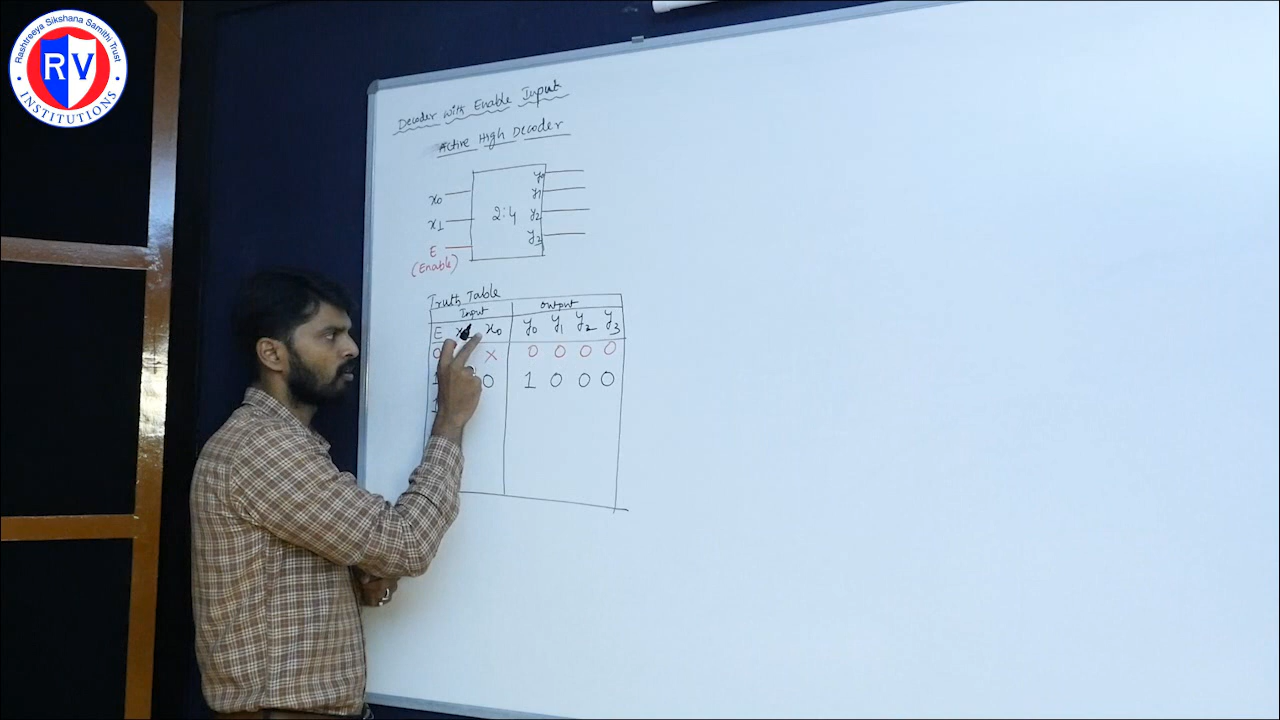 Rashtreeya Sikshana Samithi Trust
RV
INSTITUTIONS
Decoder with Enable Input
Active High Decoder
x0
x1
E
(Enable)
2:4
y0
y1
y2
y3
Truth Table
Input Output
E x0 y0 y1 y2 y3
0 x 0 0 0 0
1 0 1 0 0 0